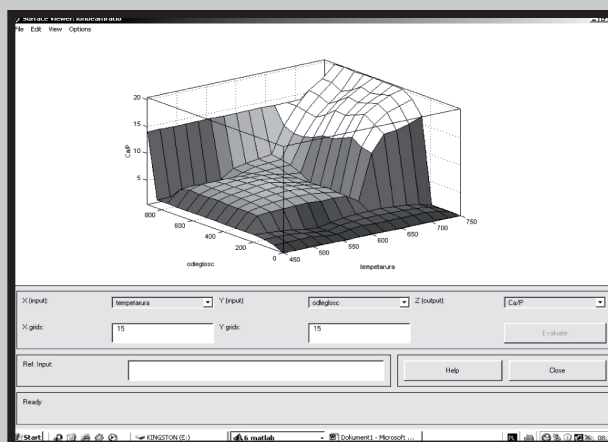 Surface Viewer: ionbeamratio
File Edit View Options
20
15
10
5
Ca/P
800
600
400
200
0
odleglosc
450
500
550
600
650
700
750
tempetarura
X (input): tempetarura Y (input): odleglosc Z (output): Ca/P
X grids: 15 Y grids: 15 Evaluate
Ref. Input: Help Close
Ready
Start KINGSTON (E:) 6 matlab Dokument1 - Microsoft ... PL